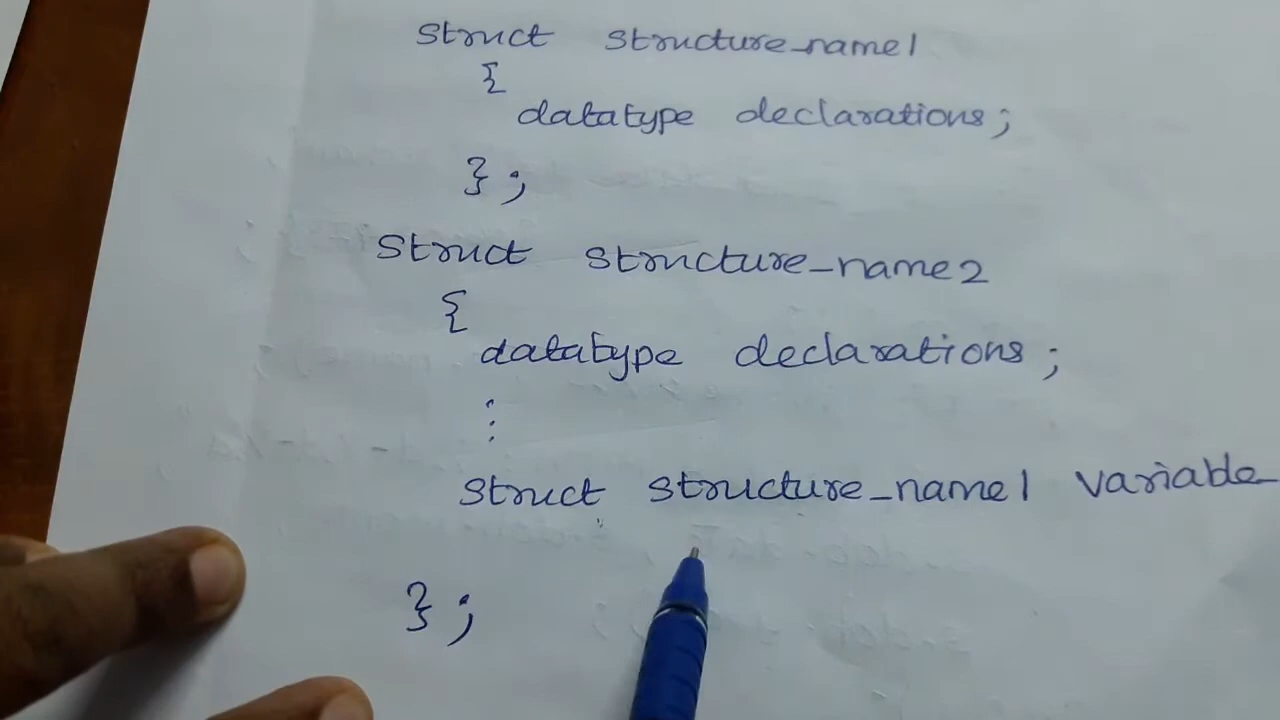 struct structure_name1
{
datatype declarations;
};
struct structure_name2
{
datatype declarations;
:
struct structure_name1 variable
};